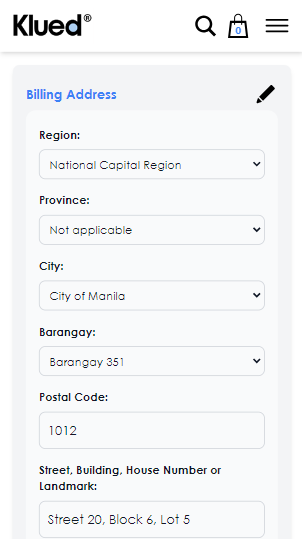 Klued®
0
Billing Address
Region:
National Capital Region
Province:
Not applicable
City:
City of Manila
Barangay:
Barangay 351
Postal Code:
1012
Street, Building, House Number or
Landmark:
Street 20, Block 6, Lot 5